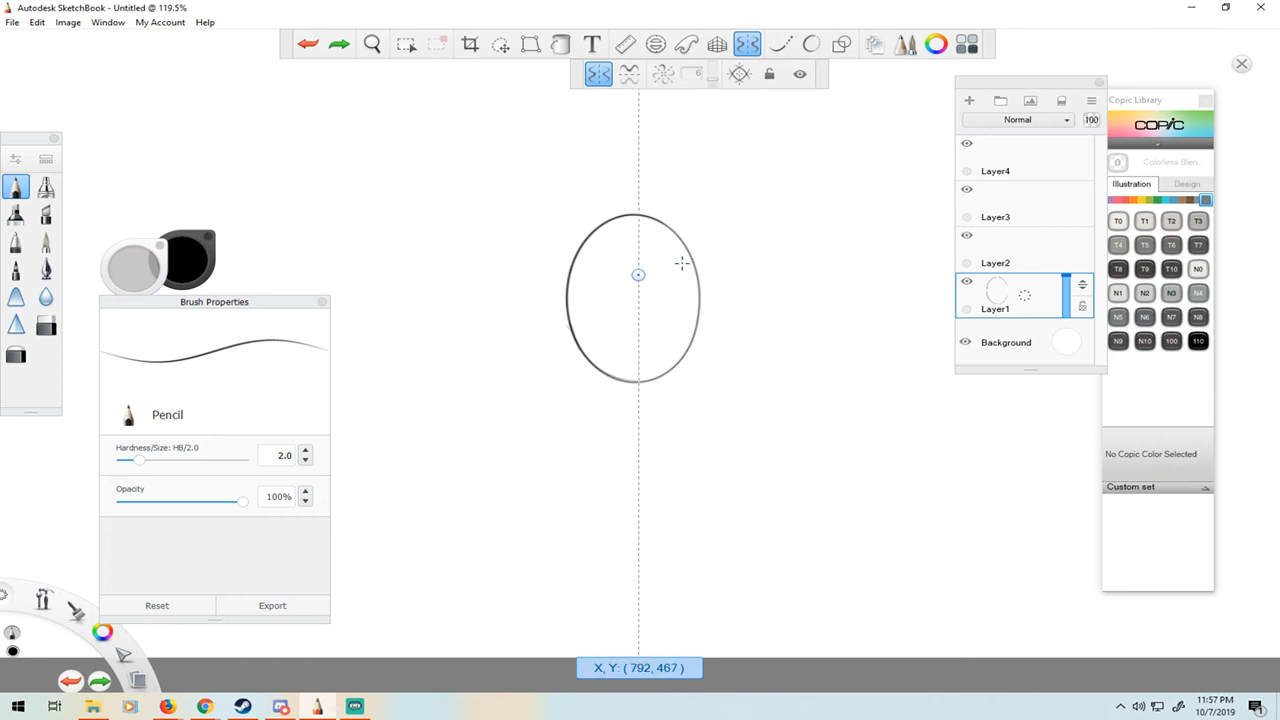 Autodesk SketchBook - Untitled @ 119.5%
File Edit Image Window My Account Help
T
6
Copic Library
Normal 100
COPIC
0 Colorless Blen
Illustration Design
Layer4
Layer3
Layer2
Layer1
Background
T0 T1 T2 T3
T4 T5 T6 T7
T8 T9 T10 N0
N1 N2 N3 N4
N5 N6 N7 N8
N9 N10 100 110
No Copic Color Selected
Custom set
Brush Properties
Pencil
Hardness/Size: HB/2.0
2.0
Opacity
100%
Reset Export
X, Y: ( 792, 467 )
11:57 PM
10/7/2019
1